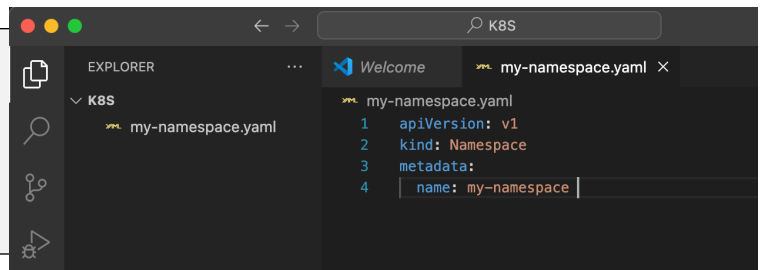 K8S
EXPLORER
Welcome
my-namespace.yaml
K8S
my-namespace.yaml
my-namespace.yaml
1 apiVersion: v1
2 kind: Namespace
3 metadata:
4 name: my-namespace